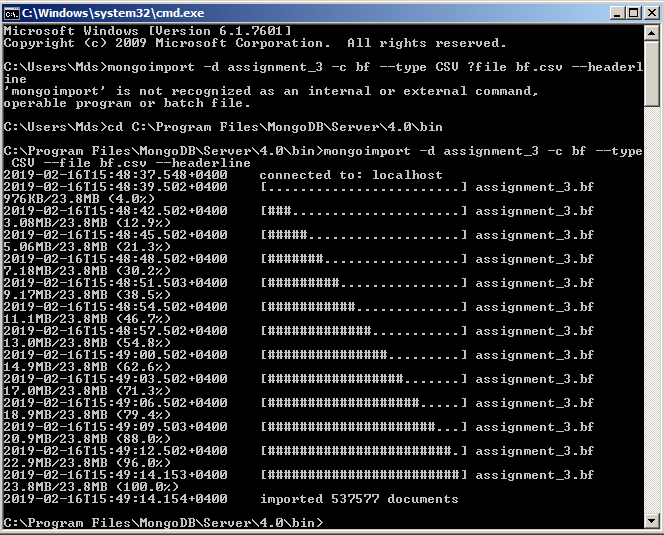 C:\Windows\system32\cmd.exe
Microsoft Windows [Version 6.1.7601]
Copyright (c) 2009 Microsoft Corporation.  All rights reserved.
C:\Users\Mds>mongoimport -d assignment_3 -c bf --type CSV ?file bf.csv --headerl
ine
'mongoimport' is not recognized as an internal or external command,
operable program or batch file.
C:\Users\Mds>cd C:\Program Files\MongoDB\Server\4.0\bin
C:\Program Files\MongoDB\Server\4.0\bin>mongoimport -d assignment_3 -c bf --type
 CSV --file bf.csv --headerline
2019-02-16T15:48:37.548+0400    connected to: localhost
2019-02-16T15:48:39.502+0400    [........................] assignment_3.bf
976KB/23.8MB (4.0%)
2019-02-16T15:48:42.502+0400    [###.....................] assignment_3.bf
3.08MB/23.8MB (12.9%)
2019-02-16T15:48:45.502+0400    [#####...................] assignment_3.bf
5.06MB/23.8MB (21.3%)
2019-02-16T15:48:48.502+0400    [#######.................] assignment_3.bf
7.18MB/23.8MB (30.2%)
2019-02-16T15:48:51.503+0400    [#########...............] assignment_3.bf
9.17MB/23.8MB (38.5%)
2019-02-16T15:48:54.502+0400    [###########.............] assignment_3.bf
11.1MB/23.8MB (46.7%)
2019-02-16T15:48:57.502+0400    [#############...........] assignment_3.bf
13.0MB/23.8MB (54.8%)
2019-02-16T15:49:00.502+0400    [###############.........] assignment_3.bf
14.9MB/23.8MB (62.6%)
2019-02-16T15:49:03.502+0400    [#################.......] assignment_3.bf
17.0MB/23.8MB (71.3%)
2019-02-16T15:49:06.502+0400    [###################.....] assignment_3.bf
18.9MB/23.8MB (79.4%)
2019-02-16T15:49:09.503+0400    [#####################...] assignment_3.bf
20.9MB/23.8MB (88.0%)
2019-02-16T15:49:12.502+0400    [#######################.] assignment_3.bf
22.9MB/23.8MB (96.0%)
2019-02-16T15:49:14.153+0400    [########################] assignment_3.bf
23.8MB/23.8MB (100.0%)
2019-02-16T15:49:14.154+0400    imported 537577 documents
C:\Program Files\MongoDB\Server\4.0\bin>